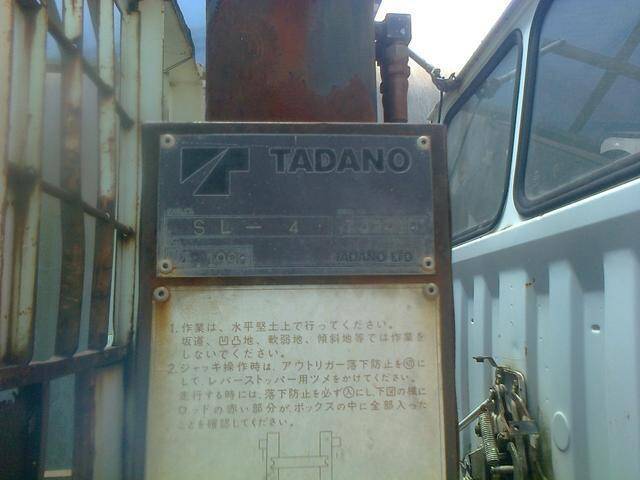 TADANO
SL-4
TADANO LTD
1.作業は、水平堅土上で行ってください。
坂道、凹凸地、軟弱地、傾斜地等では作業を
しないでください。
2.ジャッキ操作時は、アウトリガー落下防止を㊞に
して、レバーストッパー用ツメをかけてください。
走行する時には、落下防止を必ず㋐にし、下図の様に
ロッドの赤い部分が、ボックスの中に全部入った
ことを確認してください。